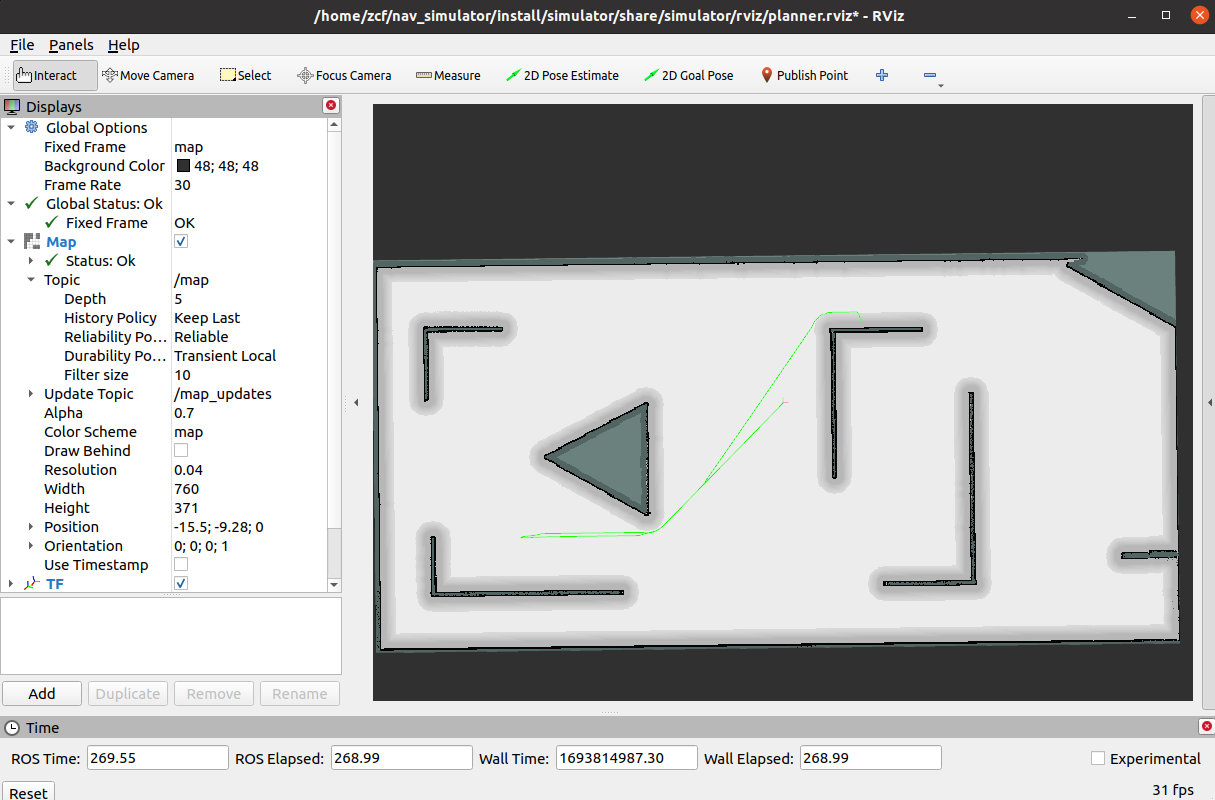 /home/zcf/nav_simulator/install/simulator/share/simulator/rviz/planner.rviz* - RViz
File Panels Help
Interact Move Camera Select Focus Camera Measure 2D Pose Estimate 2D Goal Pose Publish Point
Displays
Global Options
Fixed Frame map
Background Color 48; 48; 48
Frame Rate 30
Global Status: Ok
Fixed Frame OK
Map
Status: Ok
Topic /map
Depth 5
History Policy Keep Last
Reliability Po... Reliable
Durability Po... Transient Local
Filter size 10
Update Topic /map_updates
Alpha 0.7
Color Scheme map
Draw Behind
Resolution 0.04
Width 760
Height 371
Position -15.5; -9.28; 0
Orientation 0; 0; 0; 1
Use Timestamp
TF
Add Duplicate Remove Rename
Time
ROS Time: 269.55 ROS Elapsed: 268.99 Wall Time: 1693814987.30 Wall Elapsed: 268.99 Experimental
Reset 31 fps